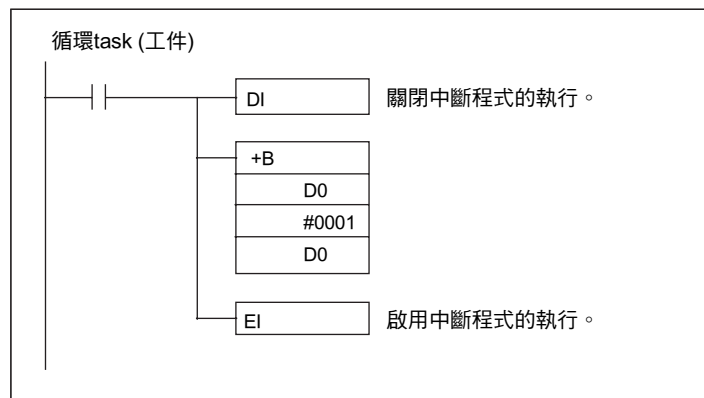 循環task (工件)
DI 關閉中斷程式的執行。
+B
D0
#0001
D0
EI 啟用中斷程式的執行。